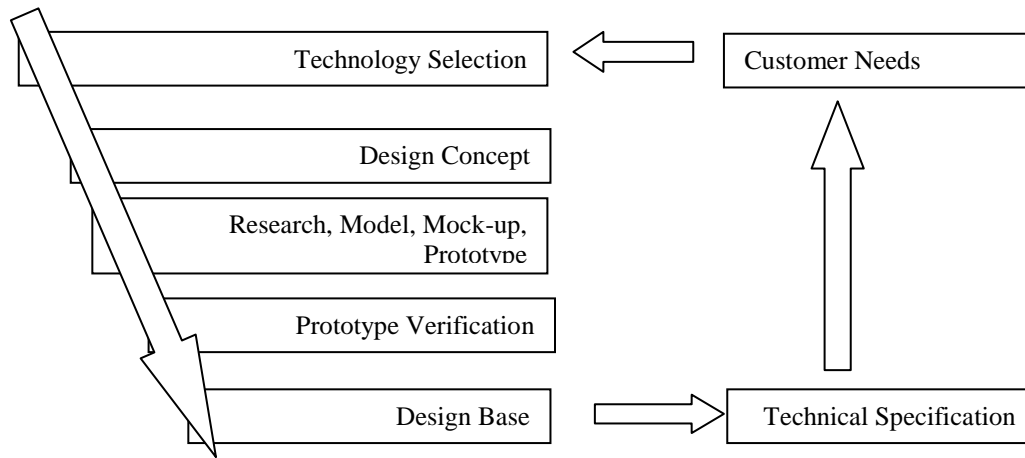 Technology Selection
Customer Needs
Design Concept
Research, Model, Mock-up,
Prototype
Prototype Verification
Design Base
Technical Specification